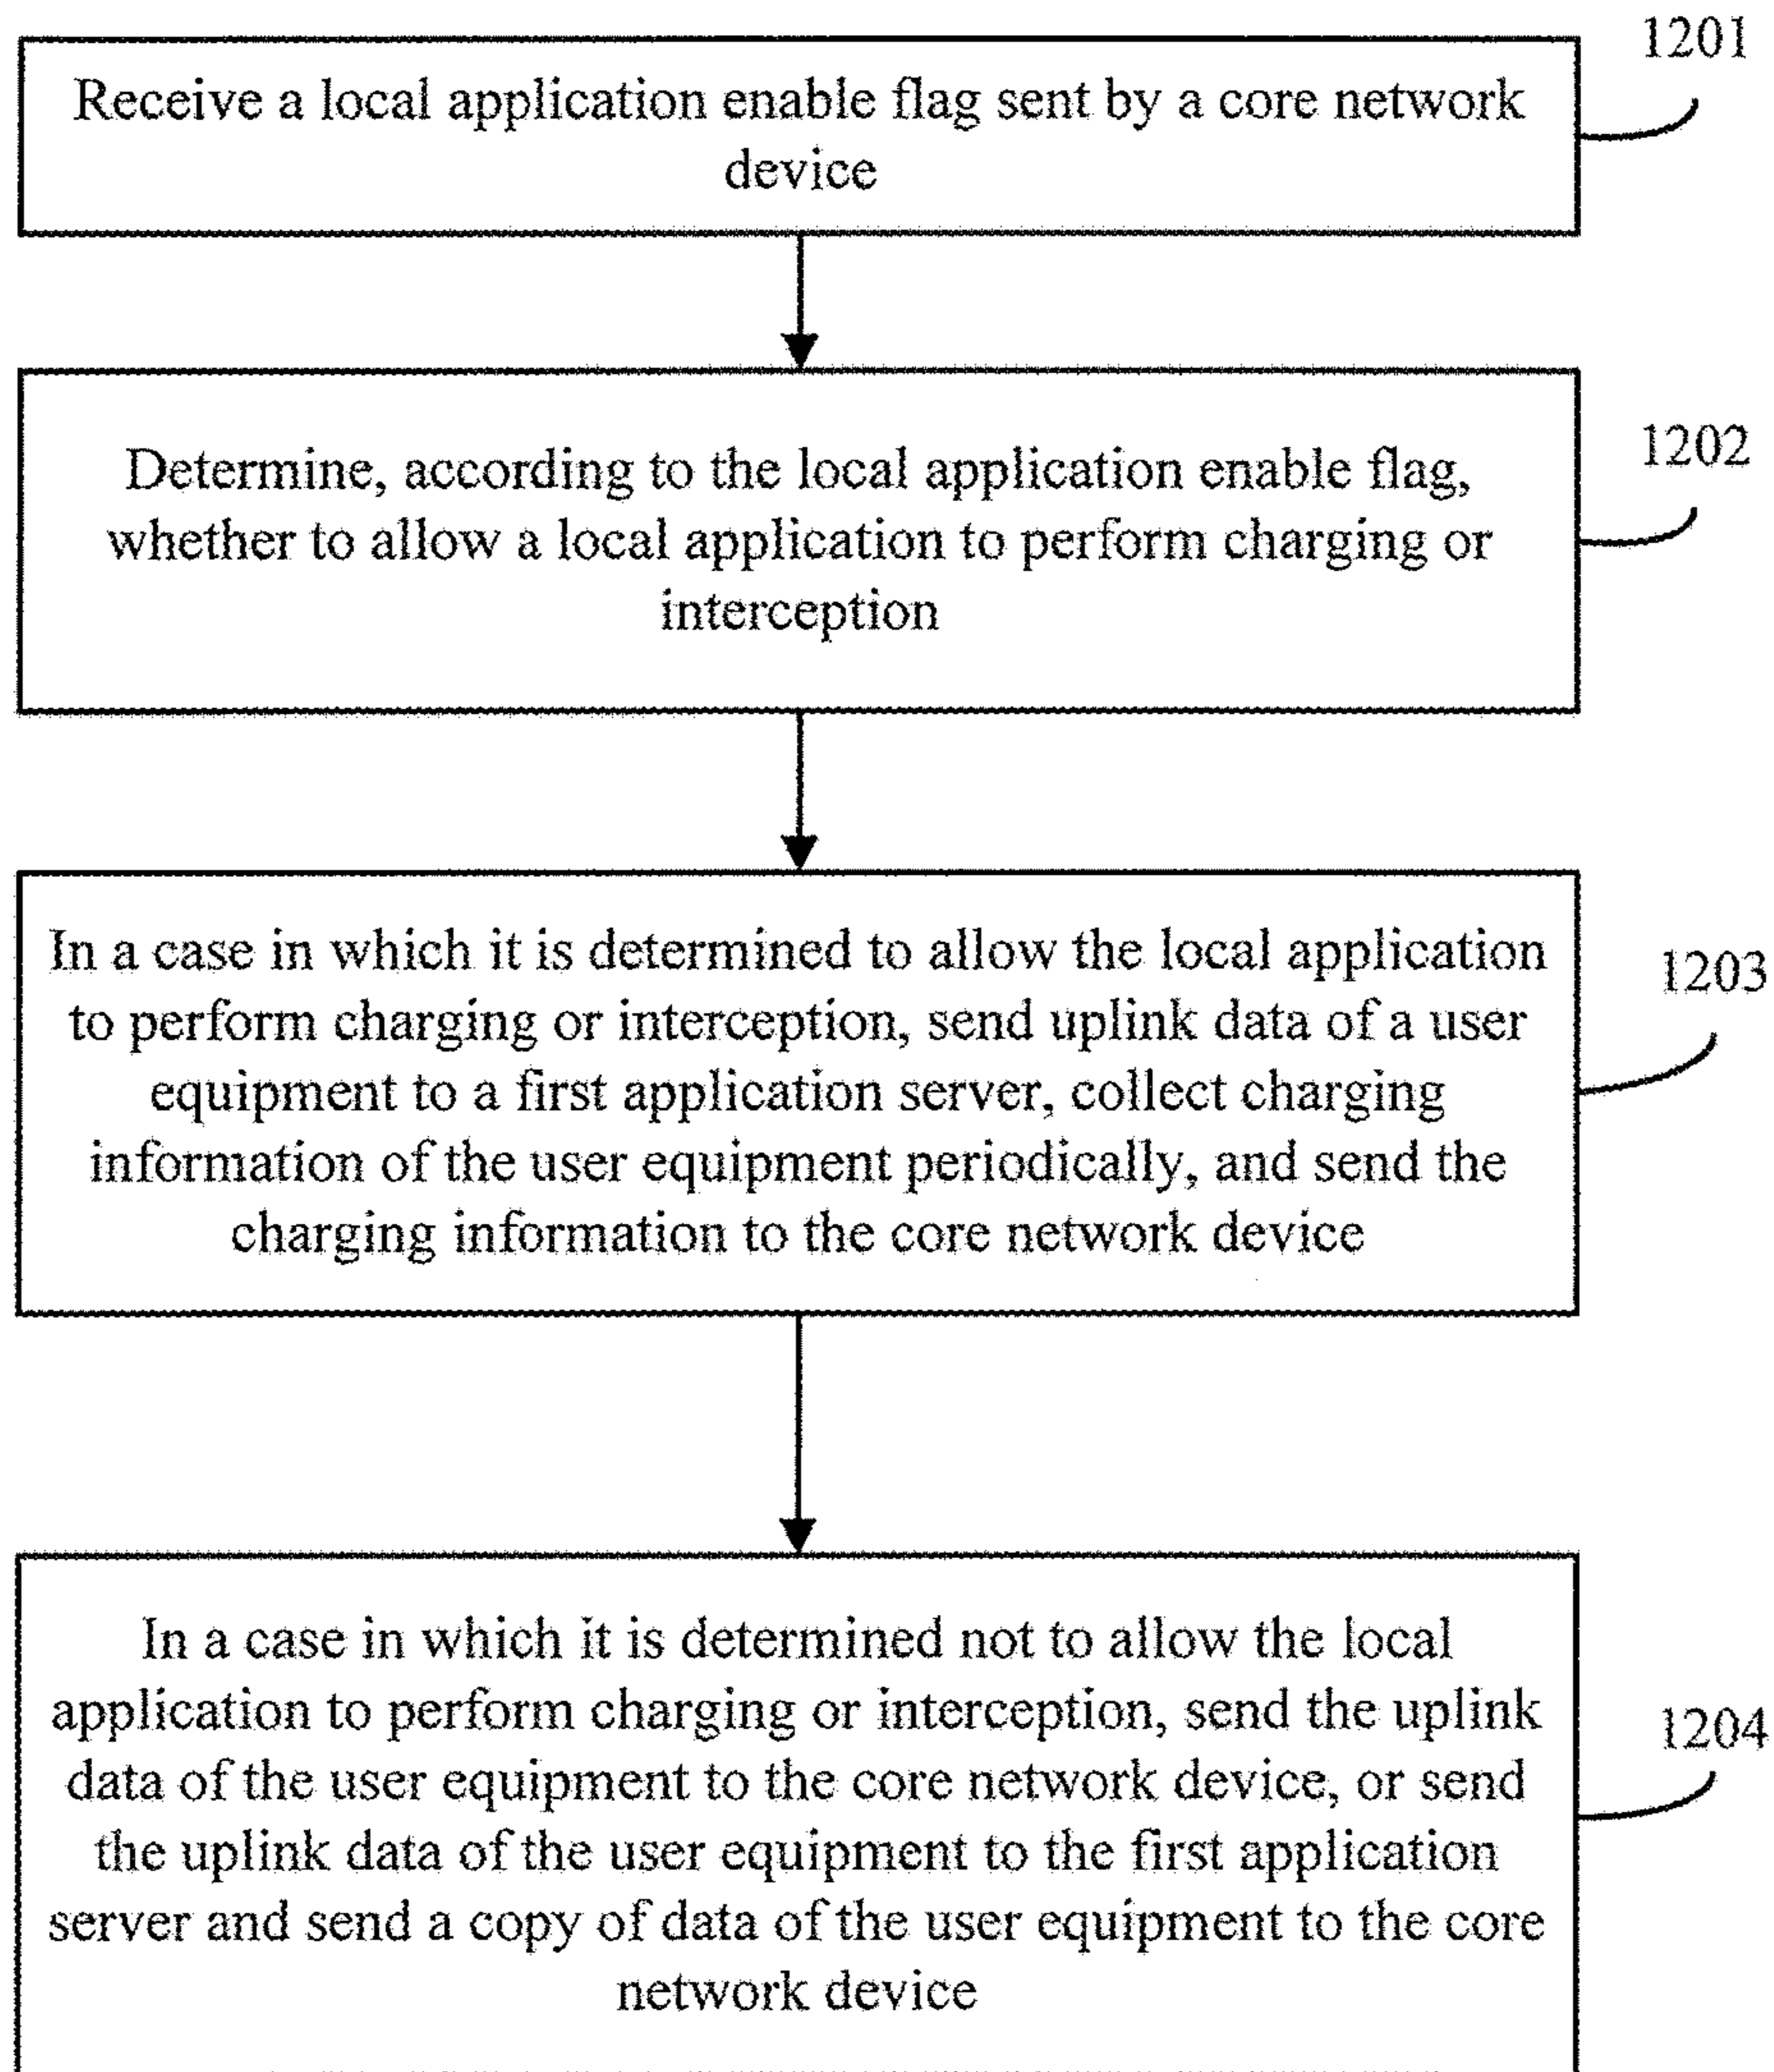 1201
Receive a local application enable flag sent by a core network
device
1202
Determine, according to the local application enable flag,
whether to allow a local application to perform charging or
interception
In a case in which it is determined to allow the local application
1203
to perform charging or interception, send uplink data of a user
equipment to a first application server, collect charging
information of the user equipment periodically, and send the
charging information to the core network device
In a case in which it is determined not to allow the local
application to perform charging or interception, send the uplink
1204
data of the user equipment to the core network device, or send
the uplink data of the user equipment to the first application
server and send a copy of data of the user equipment to the core
network device